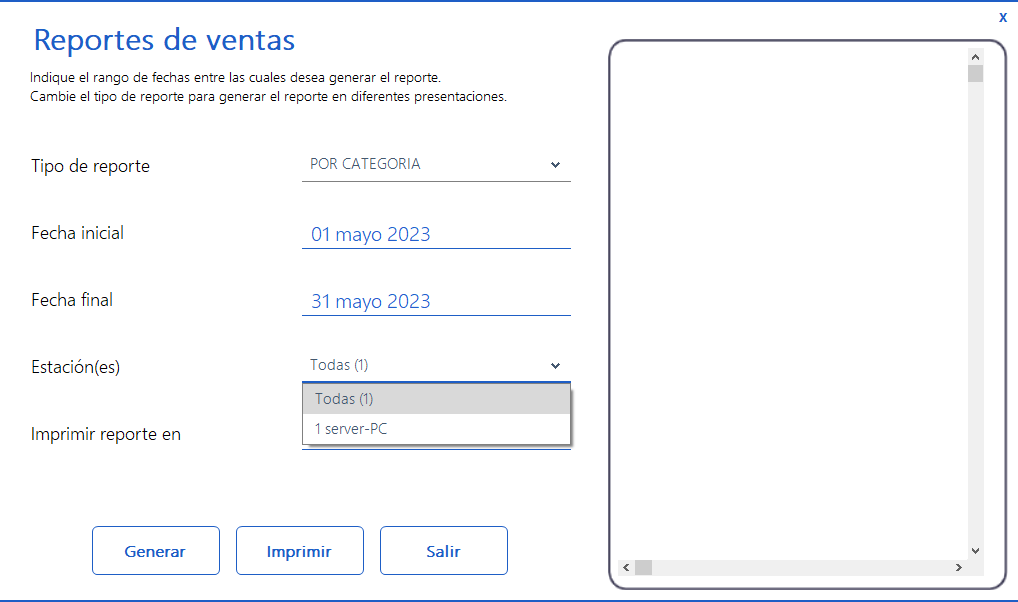 x
Reportes de ventas
Indique el rango de fechas entre las cuales desea generar el reporte.
Cambie el tipo de reporte para generar el reporte en diferentes presentaciones.
Tipo de reporte POR CATEGORIA
Fecha inicial 01 mayo 2023
Fecha final 31 mayo 2023
Estación(es) Todas (1)
Todas (1)
1 server-PC
Imprimir reporte en
Generar Imprimir Salir